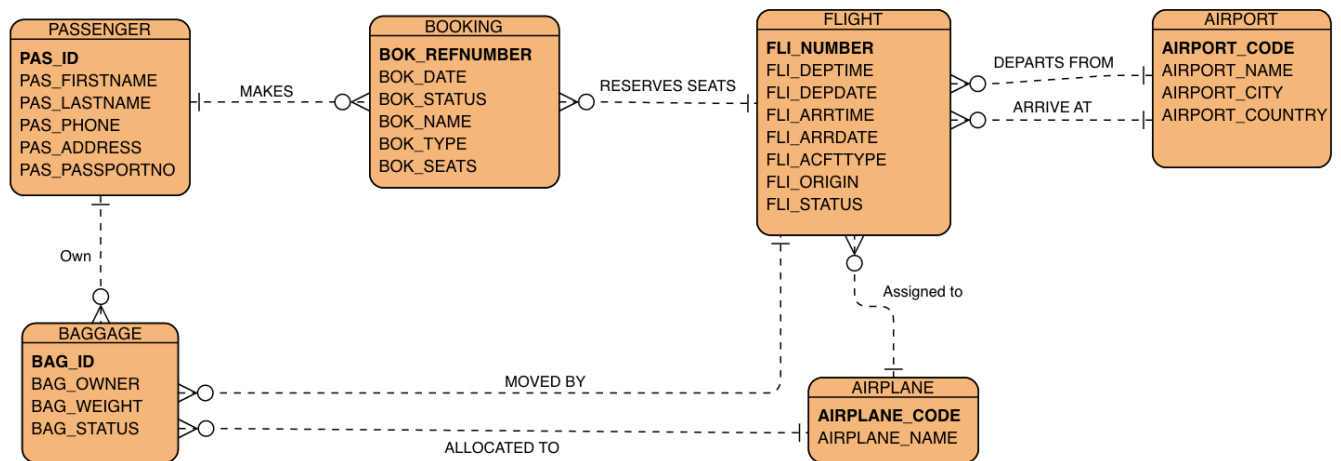 PASSENGER
PAS_ID
PAS_FIRSTNAME
PAS_LASTNAME
PAS_PHONE
PAS_ADDRESS
PAS_PASSPORTNO
MAKES
BOOKING
BOK_REFNUMBER
BOK_DATE
BOK_STATUS
BOK_NAME
BOK_TYPE
BOK_SEATS
RESERVES SEATS
FLIGHT
FLI_NUMBER
FLI_DEPTIME
FLI_DEPDATE
FLI_ARRTIME
FLI_ARRDATE
FLI_ACFTTYPE
FLI_ORIGIN
FLI_STATUS
DEPARTS FROM
ARRIVE AT
AIRPORT
AIRPORT_CODE
AIRPORT_NAME
AIRPORT_CITY
AIRPORT_COUNTRY
Own
Assigned to
BAGGAGE
BAG_ID
BAG_OWNER
BAG_WEIGHT
BAG_STATUS
MOVED BY
ALLOCATED TO
AIRPLANE
AIRPLANE_CODE
AIRPLANE_NAME